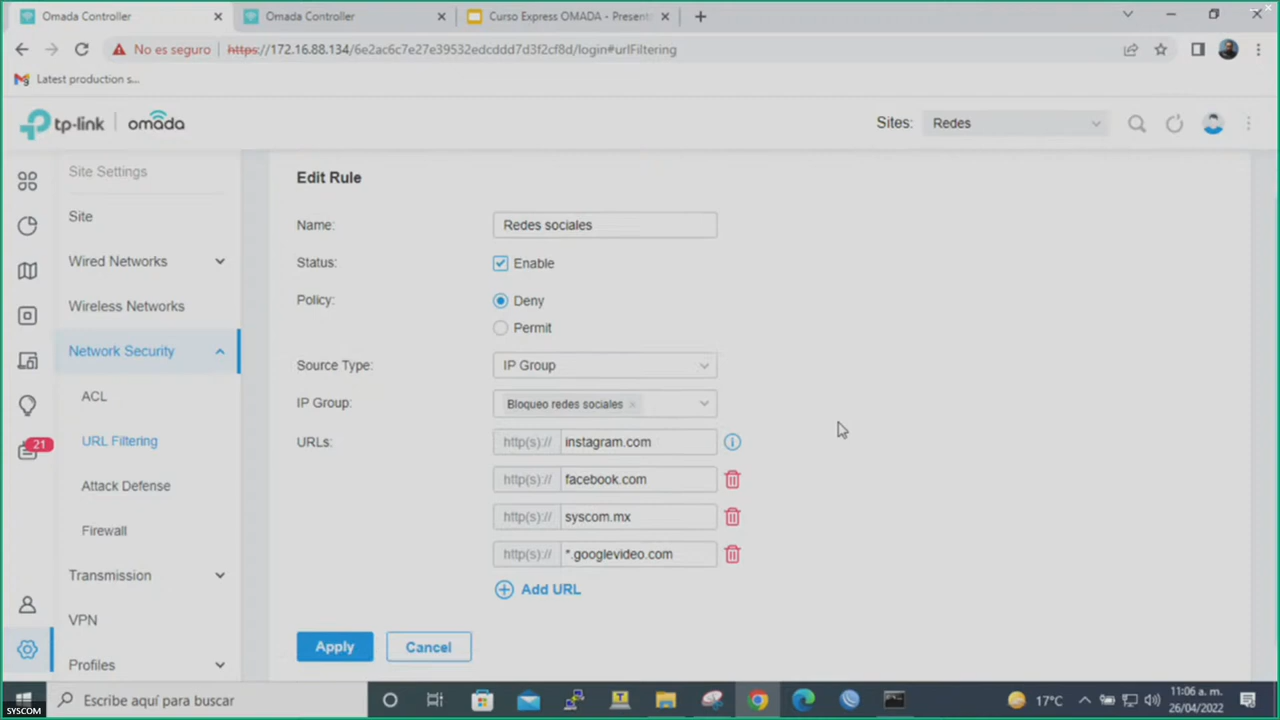 Omada Controller
Omada Controller
Curso Express OMADA - Present
No es seguro
https://172.16.88.134/6e2ac6c7e27e39532edcddd7d3f2cf8d/login#urlFiltering
Latest production s...
tp-link | omada
Sites: Redes
Site Settings
Site
Wired Networks
Wireless Networks
Network Security
ACL
URL Filtering
21
Attack Defense
Firewall
Transmission
VPN
Profiles
Edit Rule
Name: Redes sociales
Status: Enable
Policy: Deny
Permit
Source Type: IP Group
IP Group: Bloqueo redes sociales
URLs: http(s):// instagram.com
http(s):// facebook.com
http(s):// syscom.mx
http(s):// *.googlevideo.com
Add URL
Apply Cancel
SYSCOM
Escribe aquí para buscar
17°C
11:06 a. m.
26/04/2022